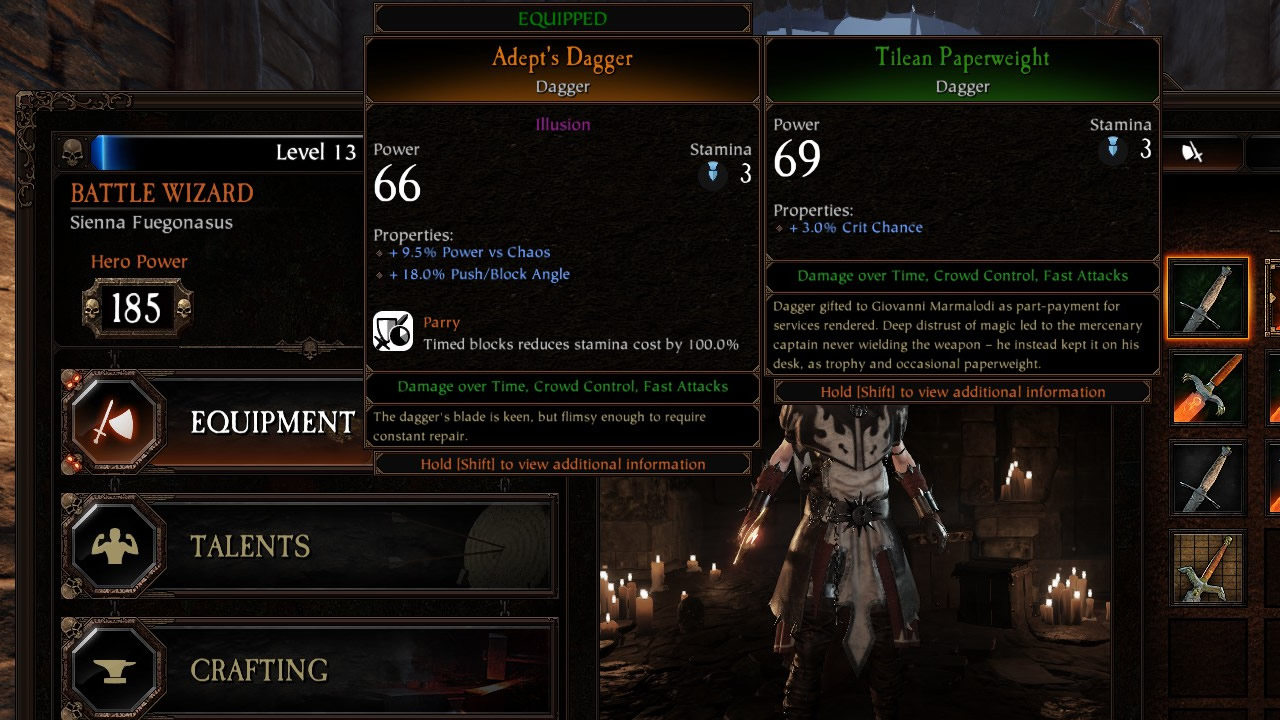 EQUIPPED
Adept's Dagger
Dagger
Illusion
Power
66
Stamina
3
Properties:
+ 9.5% Power vs Chaos
+ 18.0% Push/Block Angle
Parry
Timed blocks reduces stamina cost by 100.0%
Damage over Time, Crowd Control, Fast Attacks
The dagger's blade is keen, but flimsy enough to require
constant repair.
Hold [Shift] to view additional information
Tilean Paperweight
Dagger
Power
69
Stamina
3
Properties:
+ 3.0% Crit Chance
Damage over Time, Crowd Control, Fast Attacks
Dagger gifted to Giovanni Marmalodi as part-payment for
services rendered. Deep distrust of magic led to the mercenary
captain never wielding the weapon – he instead kept it on his
desk, as trophy and occasional paperweight.
Hold [Shift] to view additional information
Level 13
BATTLE WIZARD
Sienna Fuegonasus
Hero Power
185
EQUIPMENT
TALENTS
CRAFTING